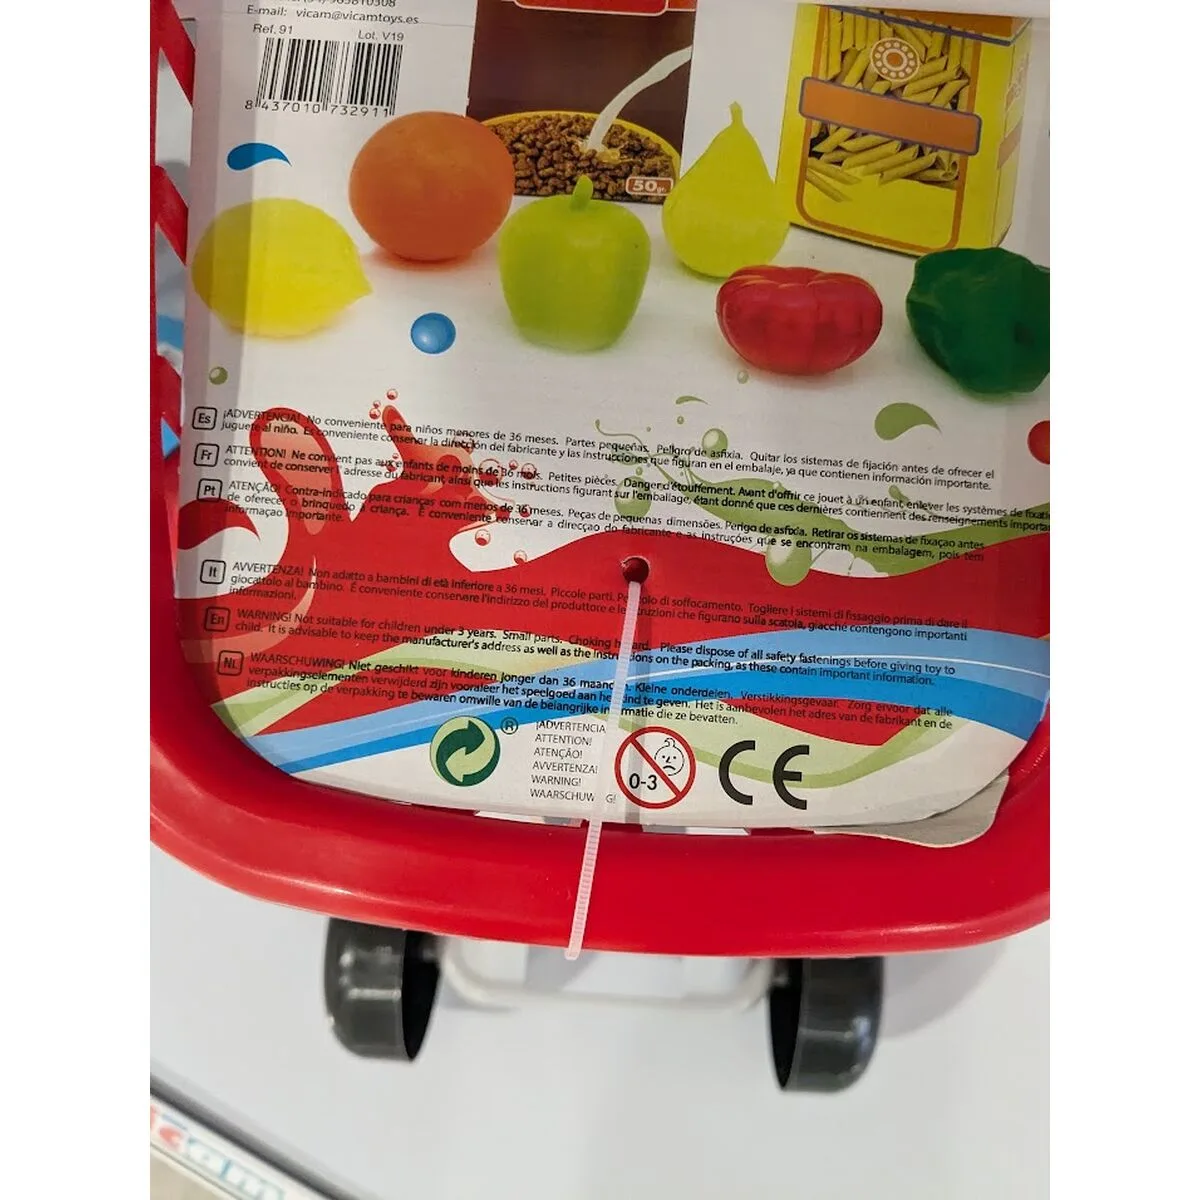 E-mail: vicam@vicamtoys.es
Ref. 91 Lot. V19
8 437010 732911
50gr.
Es ¡ADVERTENCIA! No conveniente para niños menores de 36 meses. Partes pequeñas. Peligro de asfixia. Quitar los sistemas de fijación antes de ofrecer el
juguete al niño. Es conveniente conservar la dirección del fabricante y las instrucciones que figuran en el embalaje, ya que contienen información importante.
Fr ATTENTION! Ne convient pas aux enfants de moins de 36 mois. Petites pièces. Danger d'étouffement. Avant d'offrir ce jouet à un enfant enlever les systèmes de
convient de conserver l'adresse du fabricant ainsi que les instructions figurant sur l'emballage, étant donné que ces dernières contiennent des renseignements
Pt ATENÇÃO! Contra-indicado para crianças com menos de 36 meses. Peças de pequenas dimensões. Perigo de asfixia. Retirar os sistemas de fixaçao antes
de oferecer o brinquedo à criança. É conveniente conservar a direcçao do fabricante e as instruções que se encontram na embalagem, pois tem
informaçao importante.
It AVVERTENZA! Non adatto a bambini di età inferiore a 36 mesi. Piccole parti. di soffocamento. Togliere i sistemi di fissaggio prima di dare il
giocattolo al bambino. É conveniente conservare l'indirizzo del produttore e le che figurano sulla scatola, giacché contengono importanti
informazioni.
En WARNING! Not suitable for children under 3 years. Small parts. Choking Please dispose of all safety fastenings before giving toy to
child. It is advisable to keep the manufacturer's address as well as the instructions on the packing, as these contain important information.
NL WAARSCHUWING! Niet geschikt voor kinderen jonger dan 36 maanden. Kleine onderdelen. Verstikkingsgevaar. Zorg ervoor dat alle
verpakkingselementen verwijderd zijn vooraleer het speelgoed aan het kind te geven. Het is aanbevolen het adres van de fabrikant en de
instructies op de verpakking te bewaren omwille van de belangrijke informatie die ze bevatten.
®
¡ADVERTENCIA
ATTENTION!
ATENÇÃO!
AVVERTENZA!
WARNING!
WAARSCHUW G!
0-3
CE